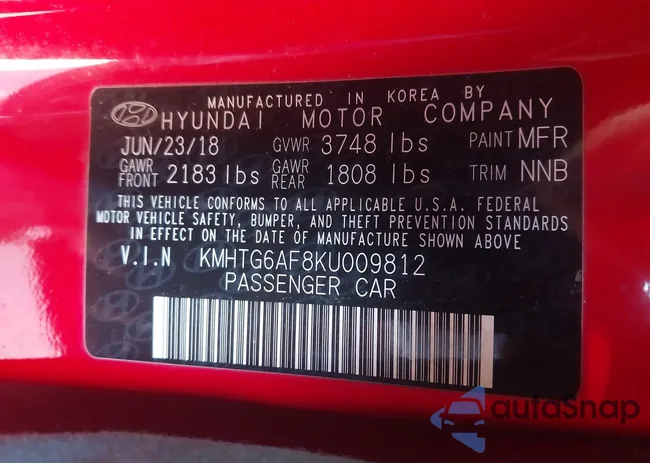 MANUFACTURED IN KOREA BY
HYUNDAI MOTOR COMPANY
JUN/23/18 GVWR 3748 lbs PAINT MFR
GAWR FRONT 2183 lbs GAWR REAR 1808 lbs TRIM NNB
THIS VEHICLE CONFORMS TO ALL APPLICABLE U.S.A. FEDERAL
MOTOR VEHICLE SAFETY, BUMPER, AND THEFT PREVENTION STANDARDS
IN EFFECT ON THE DATE OF MANUFACTURE SHOWN ABOVE
V.I.N KMHTG6AF8KU009812
PASSENGER CAR
autoSnap